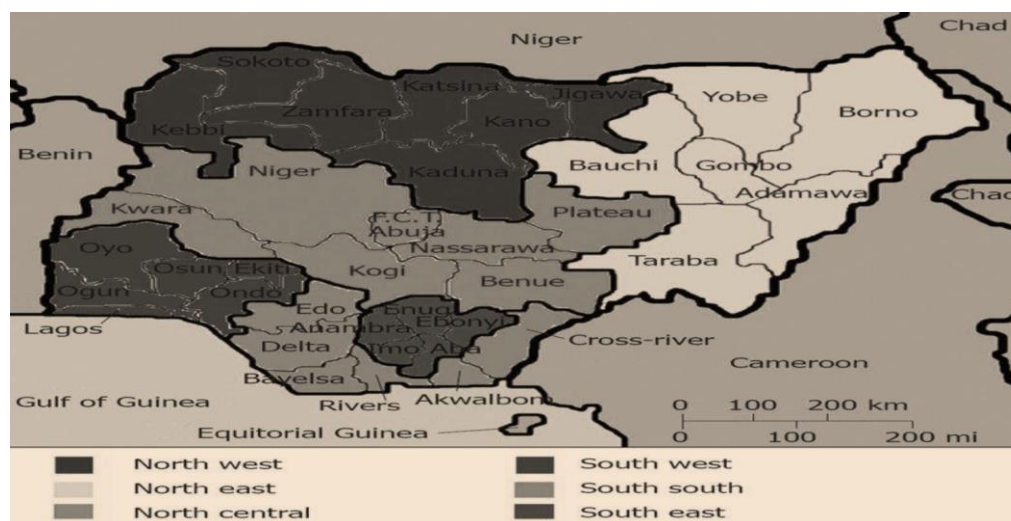 Niger
Chad
Sokoto
Katsina
Jigawa
Yobe
Borno
Zamfara
Kano
Kebbi
Benin
Bauchi
Gombo
Niger
Kaduna
Adamawa
Chad
Kwara
F.C.T.
Abuja
Plateau
Nassarawa
Oyo
Taraba
Osun
Ekiti
Kogi
Benue
Ogun
Ondo
Edo
Enugu
Lagos
Anambra
Ebonyi
Delta
Imo
Aba
Cross-river
Cameroon
Bayelsa
Rivers
Akwalbom
Gulf of Guinea
Equitorial Guinea
0 100 200 km
0 100 200 mi
North west
South west
North east
South south
North central
South east